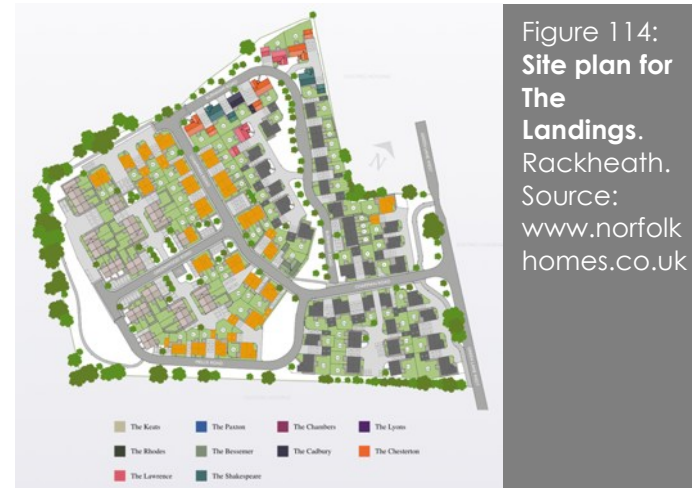 Figure 114:
Site plan for
The
Landings.
Rackheath.
Source:
www.norfolk
homes.co.uk
The Keats
The Paxton
The Chambers
The Lyons
The Rhodes
The Bessemer
The Cadbury
The Chesterton
The Lawrence
The Shakespeare